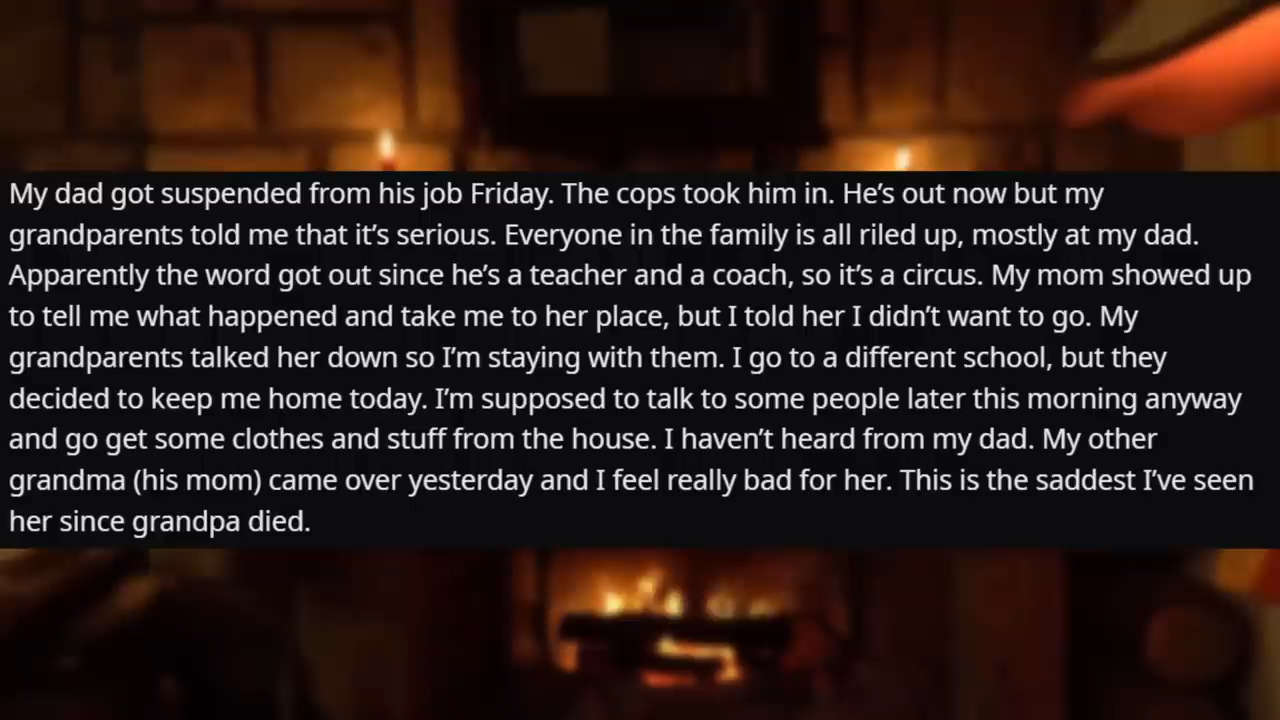 My dad got suspended from his job Friday. The cops took him in. He’s out now but my
grandparents told me that it’s serious. Everyone in the family is all riled up, mostly at my dad.
Apparently the word got out since he’s a teacher and a coach, so it’s a circus. My mom showed up
to tell me what happened and take me to her place, but I told her I didn’t want to go. My
grandparents talked her down so I’m staying with them. I go to a different school, but they
decided to keep me home today. I’m supposed to talk to some people later this morning anyway
and go get some clothes and stuff from the house. I haven’t heard from my dad. My other
grandma (his mom) came over yesterday and I feel really bad for her. This is the saddest I’ve seen
her since grandpa died.